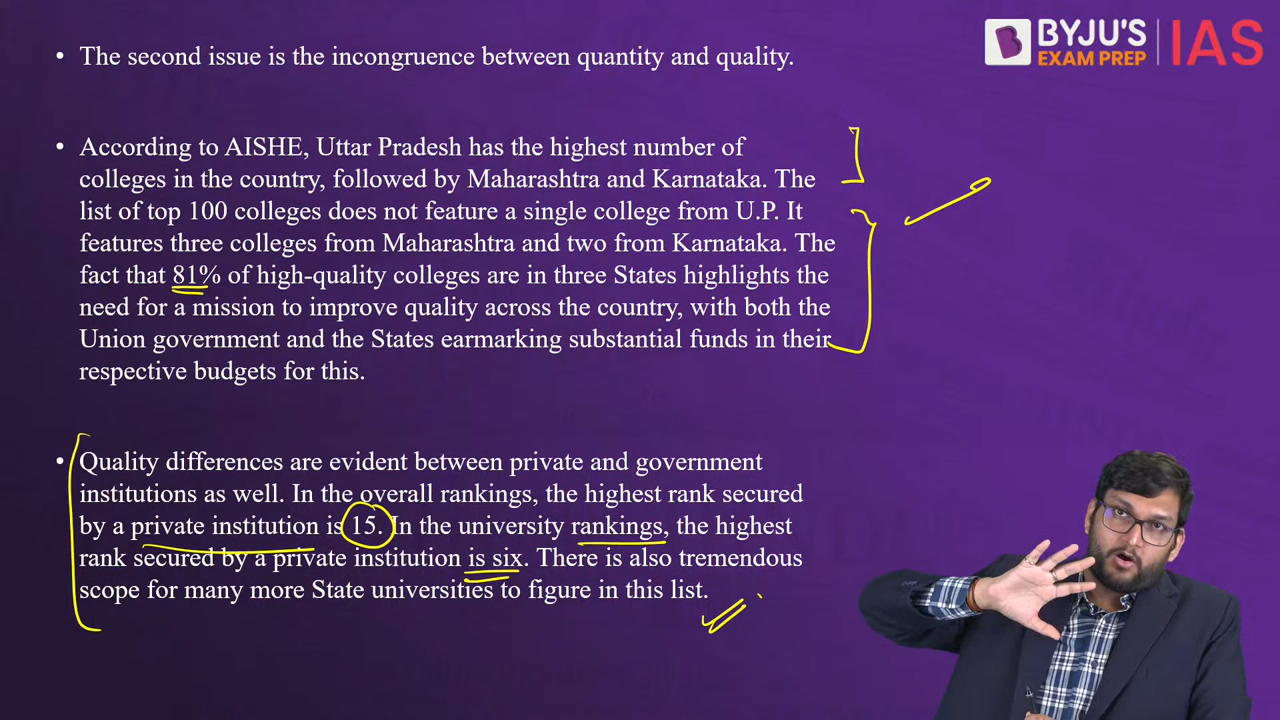 • The second issue is the incongruence between quantity and quality.
BYJU'S
EXAM PREP
IAS
• According to AISHE, Uttar Pradesh has the highest number of
colleges in the country, followed by Maharashtra and Karnataka. The
list of top 100 colleges does not feature a single college from U.P. It
features three colleges from Maharashtra and two from Karnataka. The
fact that 81% of high-quality colleges are in three States highlights the
need for a mission to improve quality across the country, with both the
Union government and the States earmarking substantial funds in their
respective budgets for this.
• Quality differences are evident between private and government
institutions as well. In the overall rankings, the highest rank secured
by a private institution is 15. In the university rankings, the highest
rank secured by a private institution is six. There is also tremendous
scope for many more State universities to figure in this list.